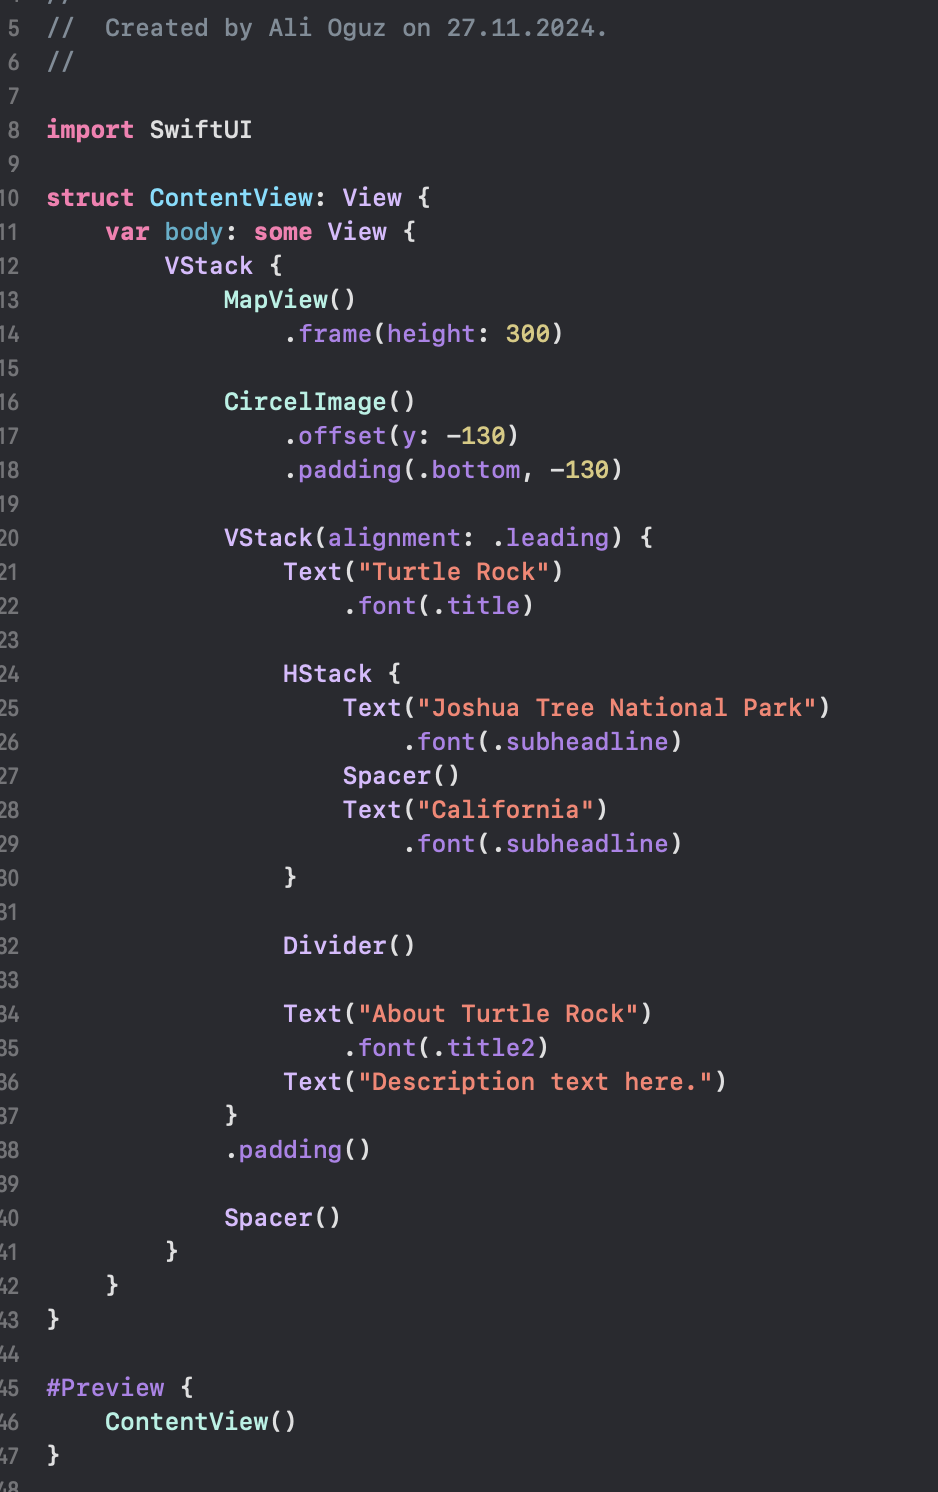 5 //  Created by Ali Oguz on 27.11.2024.
6 //
7
8 import SwiftUI
9
10 struct ContentView: View {
11     var body: some View {
12         VStack {
13             MapView()
14                 .frame(height: 300)
15
16             CircelImage()
17                 .offset(y: -130)
18                 .padding(.bottom, -130)
19
20             VStack(alignment: .leading) {
21                 Text("Turtle Rock")
22                     .font(.title)
23
24                 HStack {
25                     Text("Joshua Tree National Park")
26                         .font(.subheadline)
27                     Spacer()
28                     Text("California")
29                         .font(.subheadline)
30                 }
31
32                 Divider()
33
34                 Text("About Turtle Rock")
35                     .font(.title2)
36                 Text("Description text here.")
37             }
38             .padding()
39
40             Spacer()
41         }
42     }
43 }
44
45 #Preview {
46     ContentView()
47 }
48